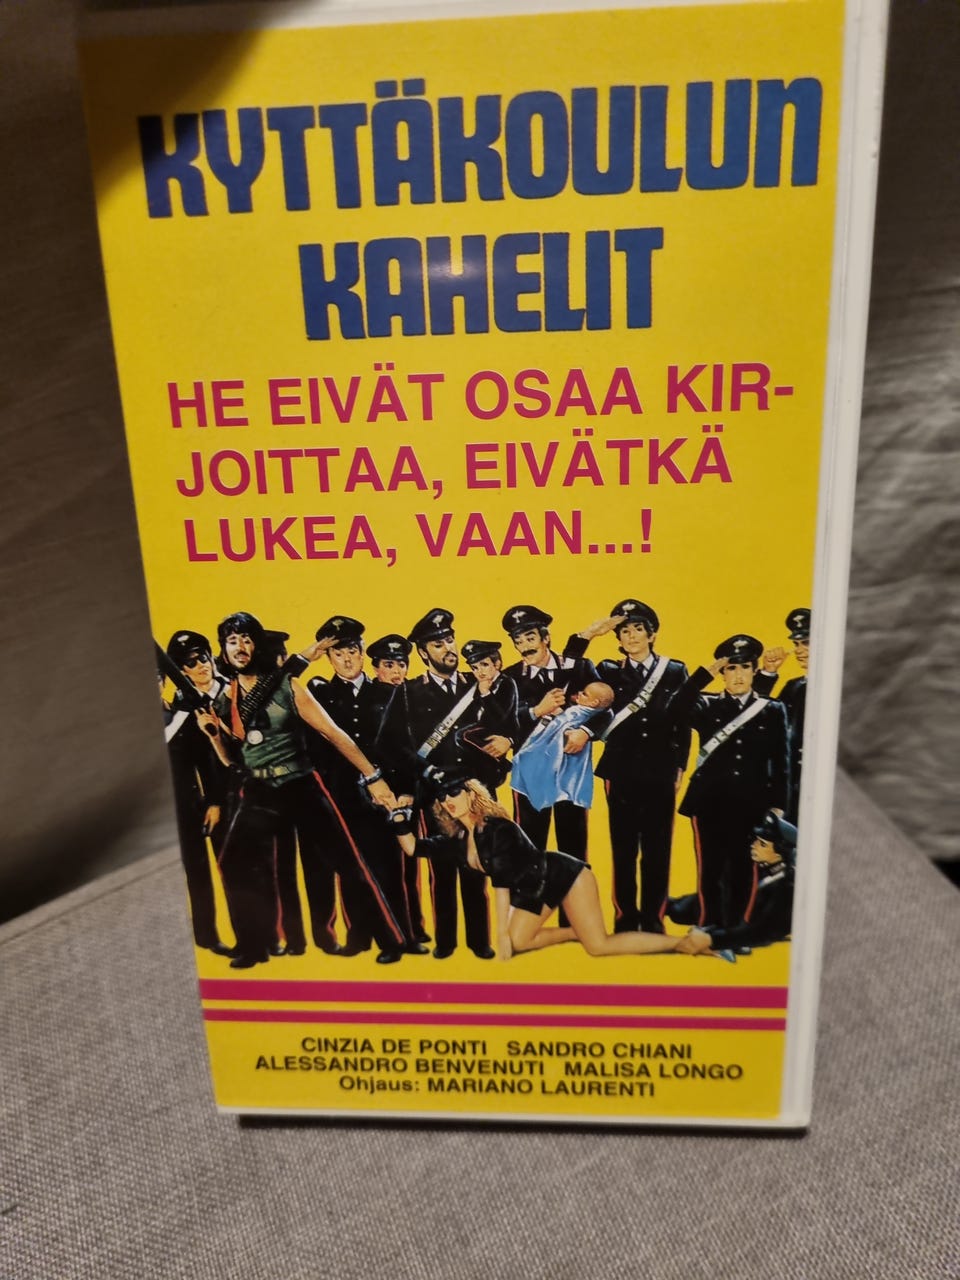 KYTTÄKOULUN
KAHELIT
HE EIVÄT OSAA KIR-
JOITTAA, EIVÄTKÄ
LUKEA, VAAN...!
CINZIA DE PONTI SANDRO CHIANI
ALESSANDRO BENVENUTI MALISA LONGO
Ohjaus: MARIANO LAURENTI